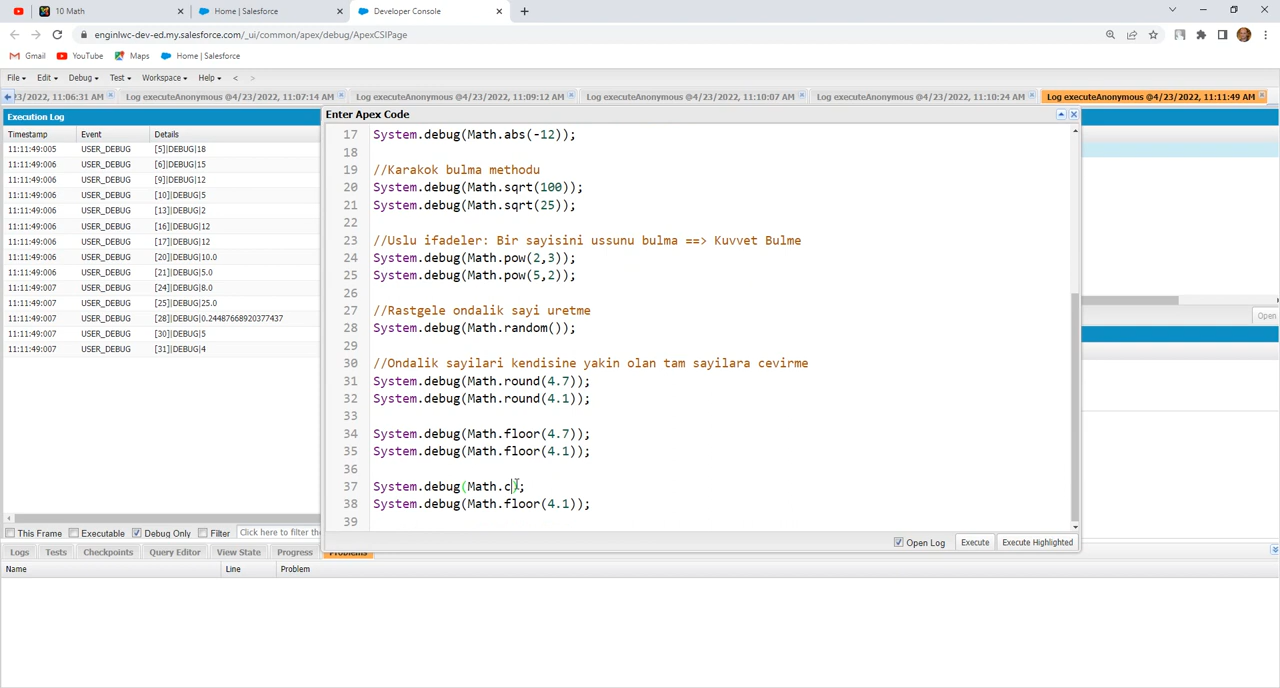 10 Math
Home | Salesforce
Developer Console
enginlwc-dev-ed.my.salesforce.com/_ui/common/apex/debug/ApexCSIPage
Gmail YouTube Maps Home | Salesforce
File Edit Debug Test Workspace Help < >
23/2022, 11:06:31 AM Log executeAnonymous @4/23/2022, 11:07:14 AM Log executeAnonymous @4/23/2022, 11:09:12 AM Log executeAnonymous @4/23/2022, 11:10:07 AM Log executeAnonymous @4/23/2022, 11:10:24 AM Log executeAnonymous @4/23/2022, 11:11:49 AM
Execution Log
Timestamp Event Details
11:11:49:005 USER_DEBUG [5]|DEBUG|18
11:11:49:006 USER_DEBUG [6]|DEBUG|15
11:11:49:006 USER_DEBUG [9]|DEBUG|12
11:11:49:006 USER_DEBUG [10]|DEBUG|5
11:11:49:006 USER_DEBUG [13]|DEBUG|2
11:11:49:006 USER_DEBUG [16]|DEBUG|12
11:11:49:006 USER_DEBUG [17]|DEBUG|12
11:11:49:006 USER_DEBUG [20]|DEBUG|10.0
11:11:49:006 USER_DEBUG [21]|DEBUG|5.0
11:11:49:007 USER_DEBUG [24]|DEBUG|8.0
11:11:49:007 USER_DEBUG [25]|DEBUG|25.0
11:11:49:007 USER_DEBUG [28]|DEBUG|0.24487668920377437
11:11:49:007 USER_DEBUG [30]|DEBUG|5
11:11:49:007 USER_DEBUG [31]|DEBUG|4
This Frame Executable Debug Only Filter Click here to filter the
Enter Apex Code
17 System.debug(Math.abs(-12));
18
19 //Karakok bulma methodu
20 System.debug(Math.sqrt(100));
21 System.debug(Math.sqrt(25));
22
23 //Uslu ifadeler: Bir sayisini ussunu bulma ==> Kuvvet Bulme
24 System.debug(Math.pow(2,3));
25 System.debug(Math.pow(5,2));
26
27 //Rastgele ondalik sayi uretme
28 System.debug(Math.random());
29
30 //Ondalik sayilari kendisine yakin olan tam sayilara cevirme
31 System.debug(Math.round(4.7));
32 System.debug(Math.round(4.1));
33
34 System.debug(Math.floor(4.7));
35 System.debug(Math.floor(4.1));
36
37 System.debug(Math.c);
38 System.debug(Math.floor(4.1));
39
Open Log Execute Execute Highlighted
Open
Logs Tests Checkpoints Query Editor View State Progress Problems
Name Line Problem